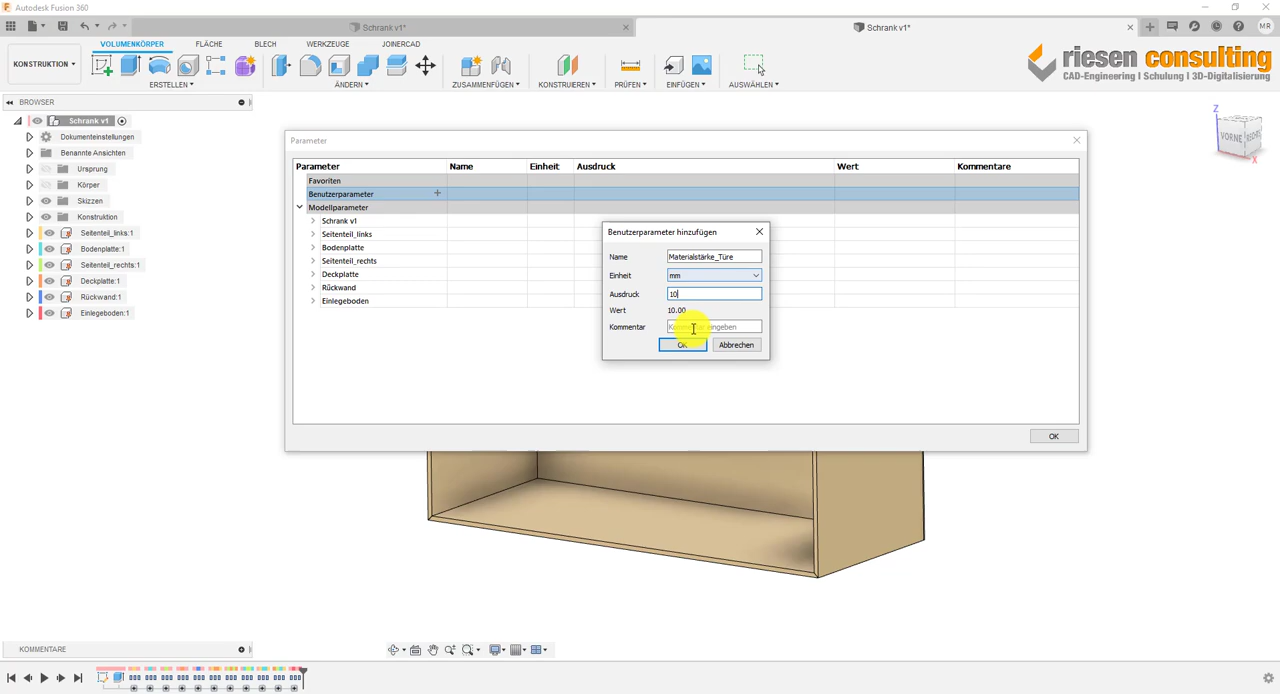 Autodesk Fusion 360
Schrank v1*
Schrank v1*
MR
VOLUMENKÖRPER
FLÄCHE
BLECH
WERKZEUGE
JOINERCAD
KONSTRUKTION
ERSTELLEN
ÄNDERN
ZUSAMMENFÜGEN
KONSTRUIEREN
PRÜFEN
EINFÜGEN
AUSWÄHLEN
riesen consulting
CAD-Engineering | Schulung | 3D-Digitalisierung
BROWSER
Schrank v1
Dokumenteinstellungen
Benannte Ansichten
Ursprung
Körper
Skizzen
Konstruktion
Seitenteil_links:1
Bodenplatte:1
Seitenteil_rechts:1
Deckplatte:1
Rückwand:1
Einlegeboden:1
Parameter
Parameter Name Einheit Ausdruck Wert Kommentare
Favoriten
Benutzerparameter +
Modellparameter
Schrank v1
Seitenteil_links
Bodenplatte
Seitenteil_rechts
Deckplatte
Rückwand
Einlegeboden
OK
Benutzerparameter hinzufügen
Name Materialstärke_Türe
Einheit mm
Ausdruck 10
Wert 10.00
Kommentar Kommentar eingeben
OK Abbrechen
Z
VORNE
RECHTS
X
KOMMENTARE